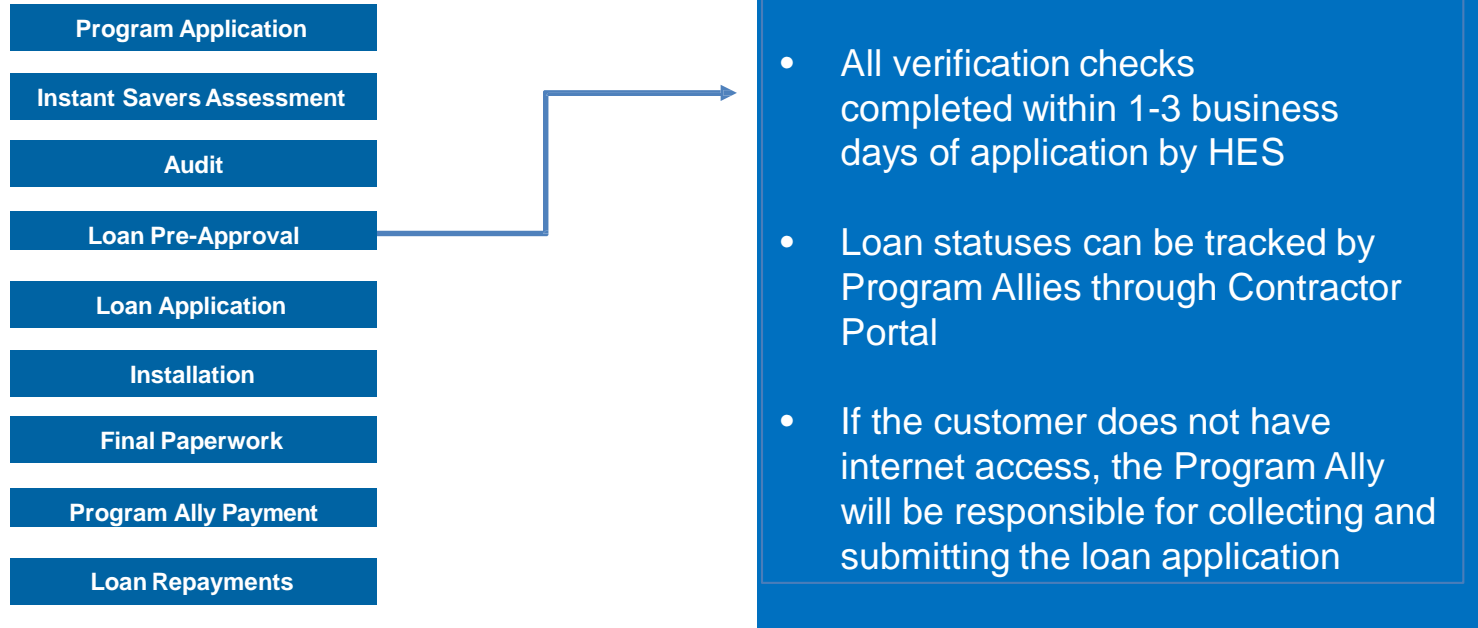 Program Application
Instant Savers Assessment
Audit
Loan Pre-Approval
Loan Application
Installation
Final Paperwork
Program Ally Payment
Loan Repayments
• All verification checks
completed within 1-3 business
days of application by HES
• Loan statuses can be tracked by
Program Allies through Contractor
Portal
• If the customer does not have
internet access, the Program Ally
will be responsible for collecting and
submitting the loan application